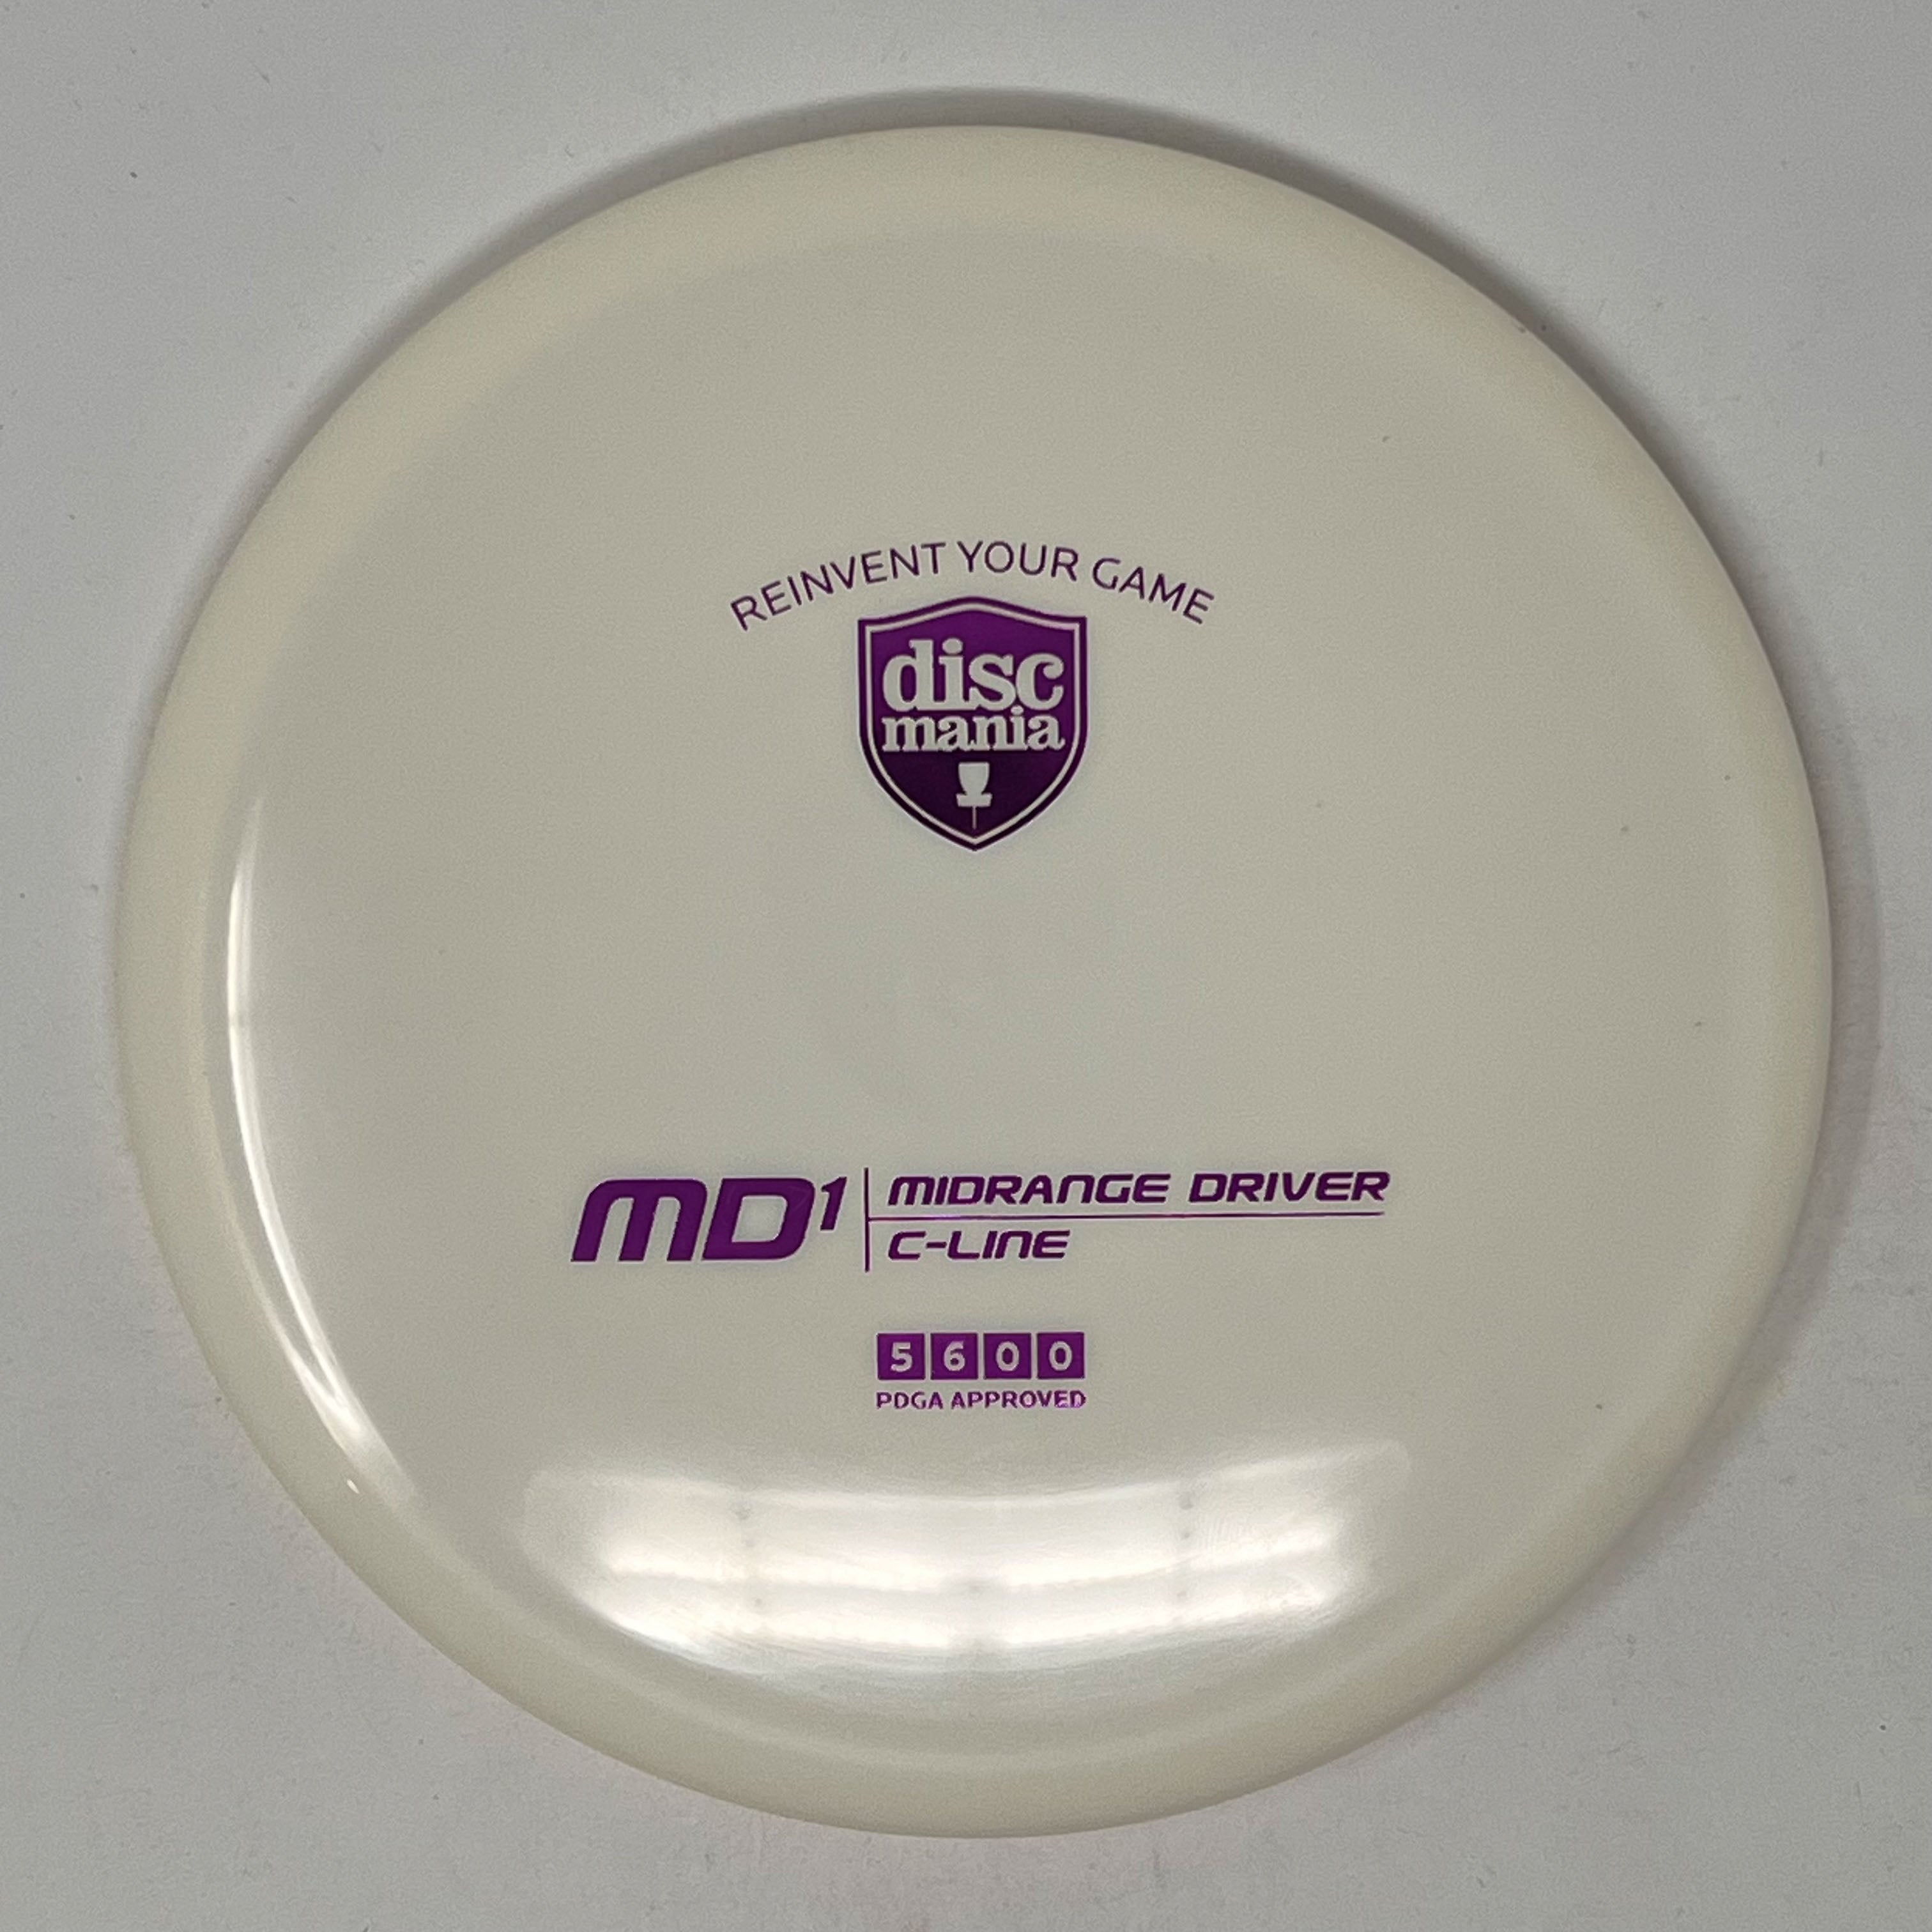 REINVENT YOUR GAME
disc
mania
MD1
MIDRANGE DRIVER
C-LINE
5 6 0 0
PDGA APPROVED